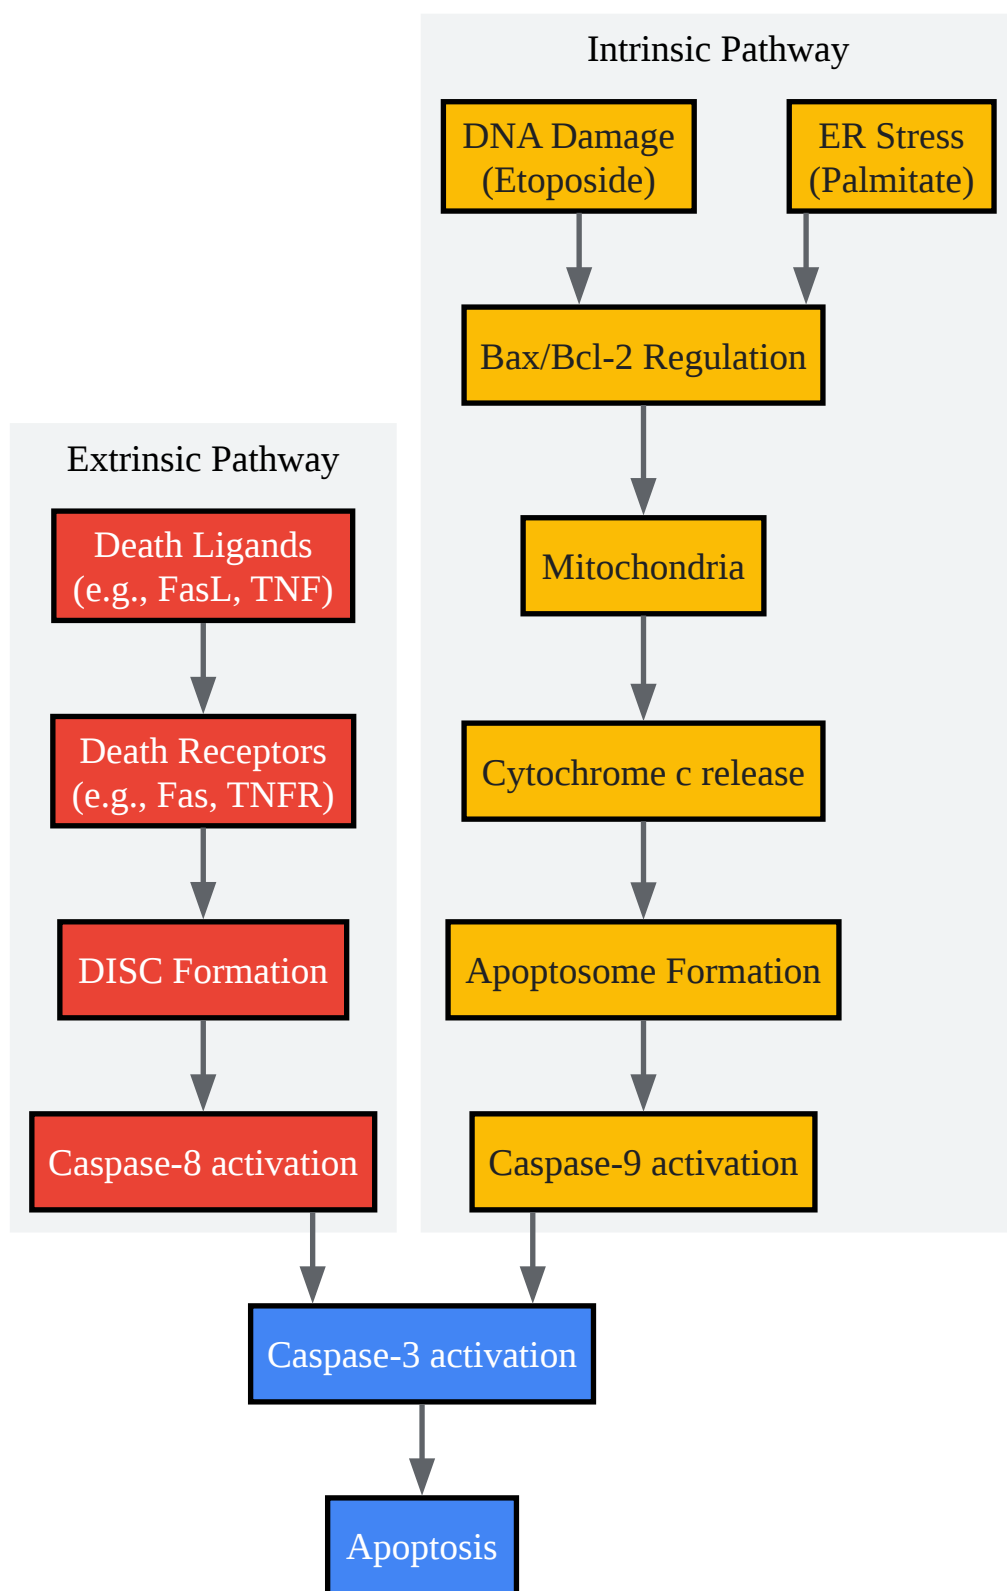 Intrinsic Pathway
DNA Damage
(Etoposide)
ER Stress
(Palmitate)
Bax/Bcl-2 Regulation
Mitochondria
Cytochrome c release
Apoptosome Formation
Caspase-9 activation
Extrinsic Pathway
Death Ligands
(e.g., FasL, TNF)
Death Receptors
(e.g., Fas, TNFR)
DISC Formation
Caspase-8 activation
Caspase-3 activation
Apoptosis